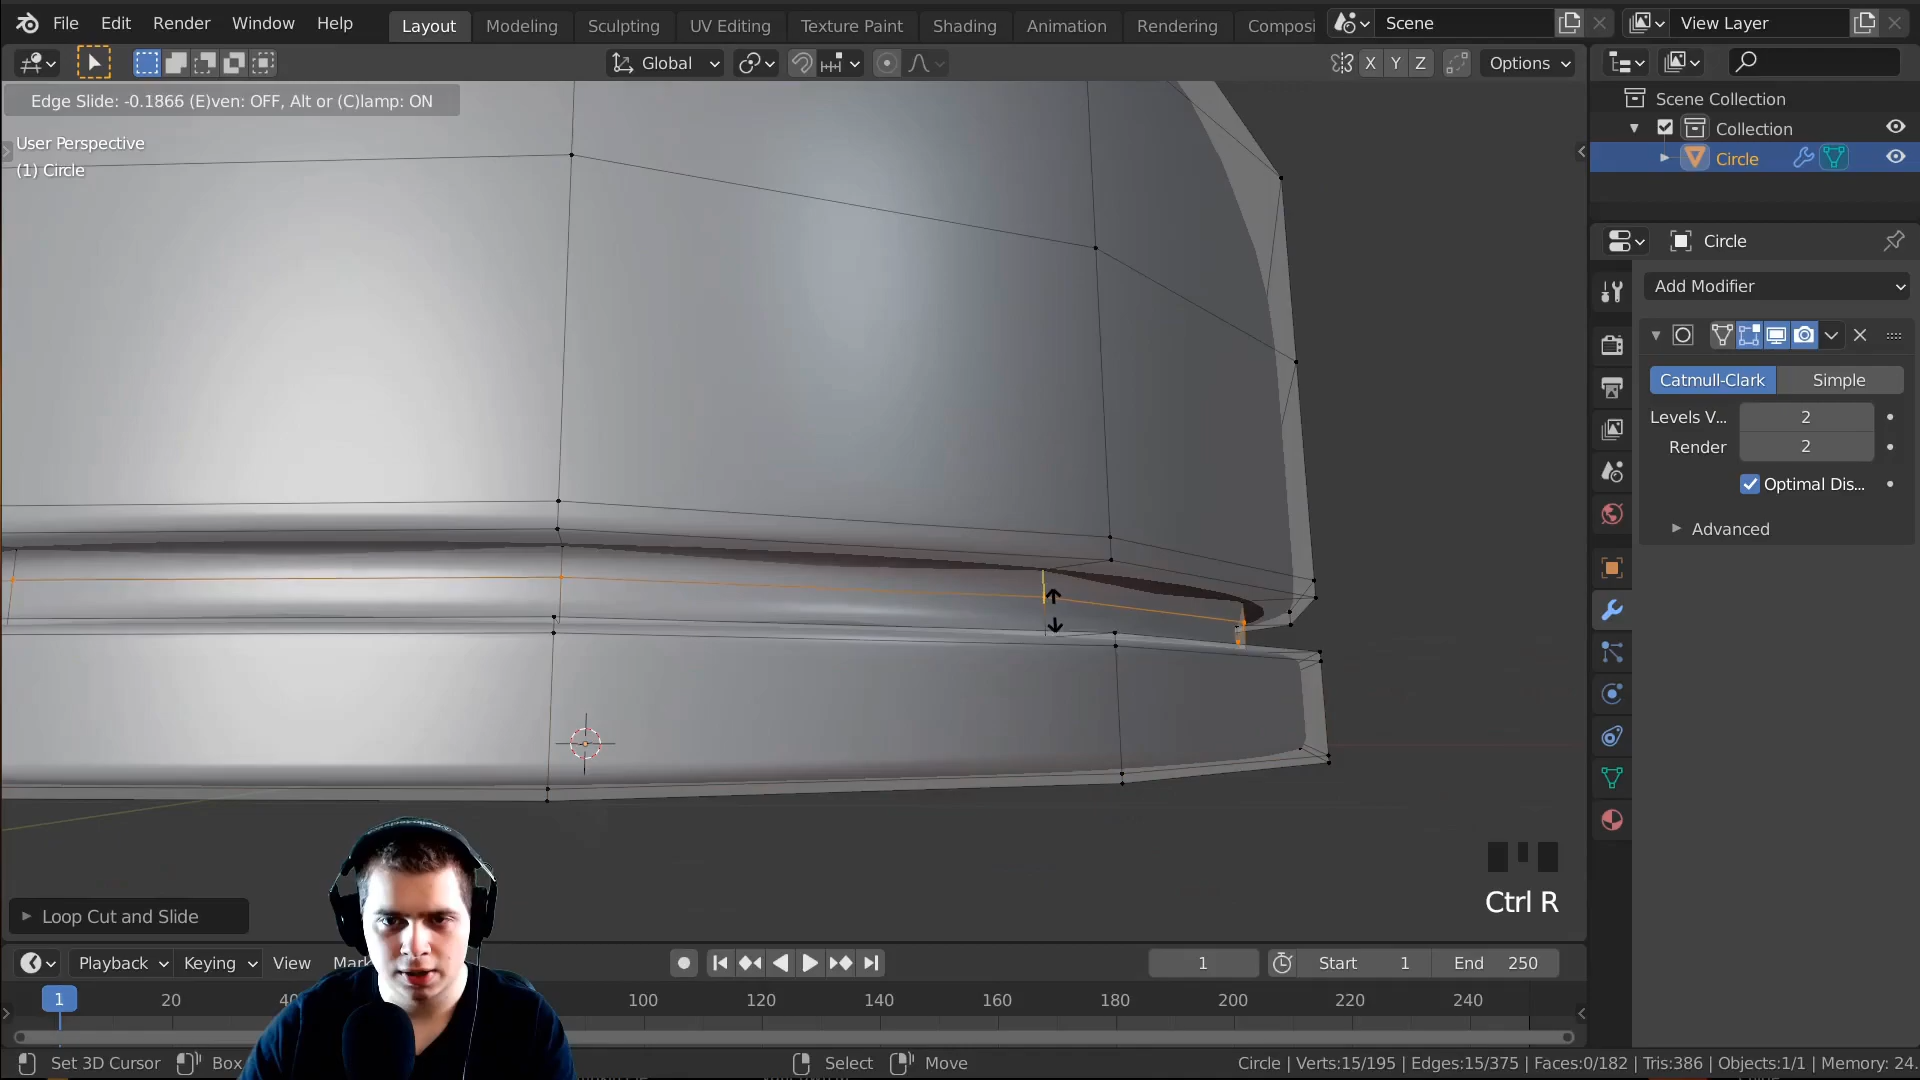 File Edit Render Window Help Layout Modeling Sculpting UV Editing Texture Paint Shading Animation Rendering Composi Scene View Layer
Global X Y Z Options
Edge Slide: -0.1866 (E)ven: OFF, Alt or (C)lamp: ON
User Perspective
(1) Circle
Scene Collection
Collection
Circle
Circle
Add Modifier
Catmull-Clark Simple
Levels V... 2
Render 2
Optimal Dis...
Advanced
Ctrl R
Loop Cut and Slide
Playback Keying View 1 Start 1 End 250
1 20 100 120 140 160 180 200 220 240
Set 3D Cursor Box Select Move Circle | Verts:15/195 | Edges:15/375 | Faces:0/182 | Tris:386 | Objects:1/1 | Memory: 24.